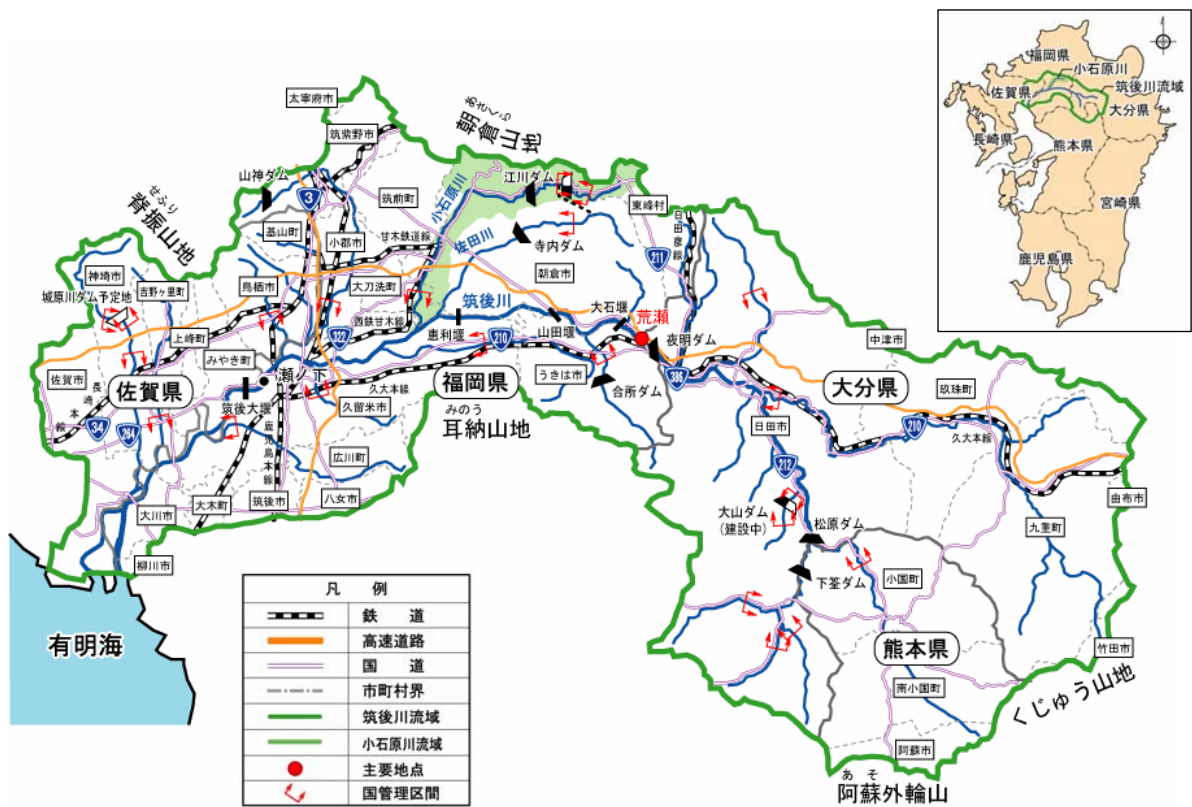 福岡県
小石原川
佐賀県
筑後川流域
大分県
長崎県
熊本県
宮崎県
鹿児島県
太宰府市
筑紫野市
あさくら
朝倉山地
山神ダム
3
筑前町
小石原川
江川ダム
東峰村
日田彦山線
せふり
脊振山地
基山町
小郡市
甘木鉄道線
佐田川
寺内ダム
211
神埼市
吉野ヶ里町
鳥栖市
大刀洗町
朝倉市
城原川ダム予定地
筑後川
大石堰
荒瀬
上峰町
322
西鉄甘木線
恵利堰
210
山田堰
夜明ダム
中津市
みやき町
佐賀市
長崎本線
佐賀県
瀬ノ下
久大本線
福岡県
うきは市
合所ダム
386
大分県
玖珠町
筑後大堰
久留米市
みのう
耳納山地
日田市
210
久大本線
34
264
鹿児島本線
広川町
212
大川市
大木町
筑後市
八女市
大山ダム
(建設中)
松原ダム
由布市
九重町
柳川市
下筌ダム
小国町
有明海
熊本県
竹田市
南小国町
くじゅう山地
阿蘇市
あそ
阿蘇外輪山
凡 例
鉄 道
高速道路
国 道
市町村界
筑後川流域
小石原川流域
主要地点
国管理区間